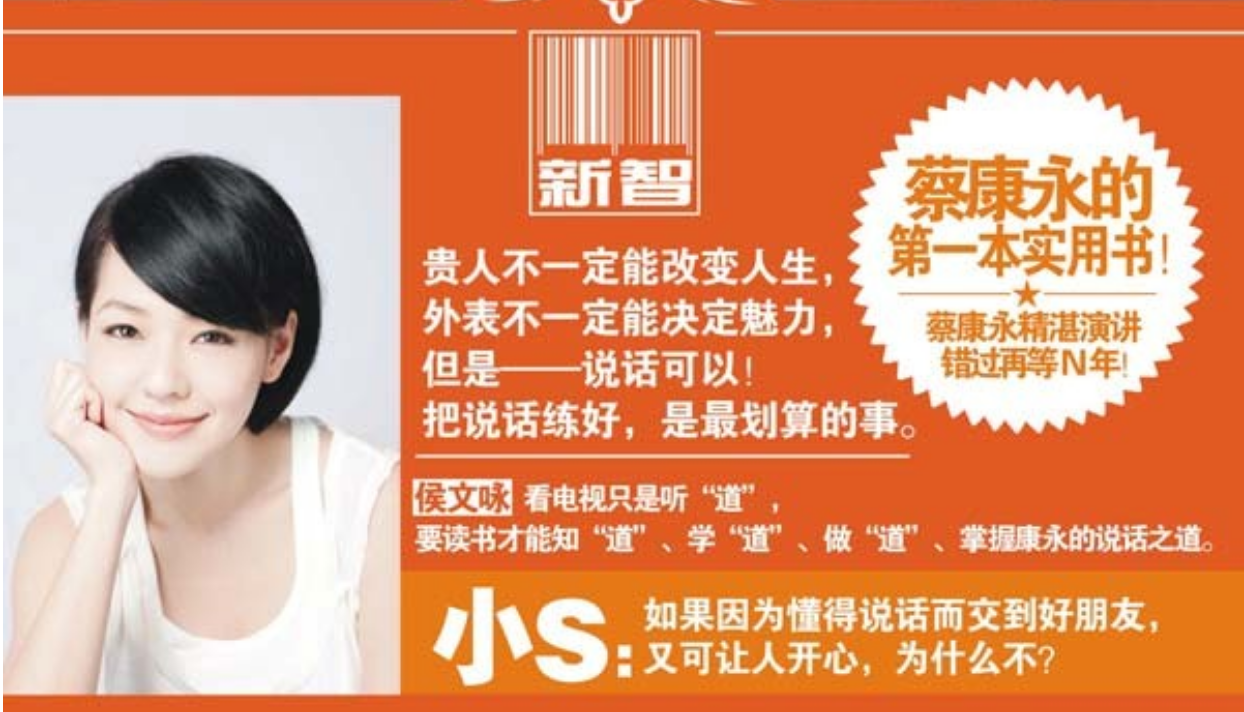 新智
蔡康永的
第一本实用书!
蔡康永精湛演讲
错过再等N年!
贵人不一定能改变人生,
外表不一定能决定魅力,
但是——说话可以!
把说话练好,是最划算的事。
侯文咏 看电视只是听“道”,
要读书才能知“道”、学“道”、做“道”、掌握康永的说话之道。
小S:
如果因为懂得说话而交到好朋友,
又可让人开心,为什么不?